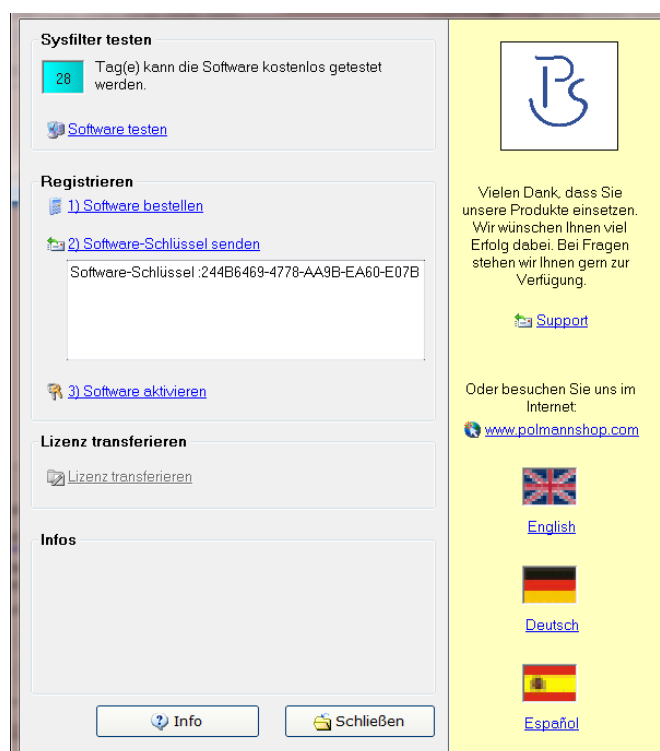 Sysfilter testen
28
Tag(e) kann die Software kostenlos getestet
werden.
Software testen
Registrieren
1) Software bestellen
2) Software-Schlüssel senden
Software-Schlüssel :244B6469-4778-AA9B-EA60-E07B
3) Software aktivieren
Lizenz transferieren
Lizenz transferieren
Infos
Info
Schließen
PS
Vielen Dank, dass Sie
unsere Produkte einsetzen.
Wir wünschen Ihnen viel
Erfolg dabei. Bei Fragen
stehen wir Ihnen gern zur
Verfügung.
Support
Oder besuchen Sie uns im
Internet:
www.polmannshop.com
English
Deutsch
Español